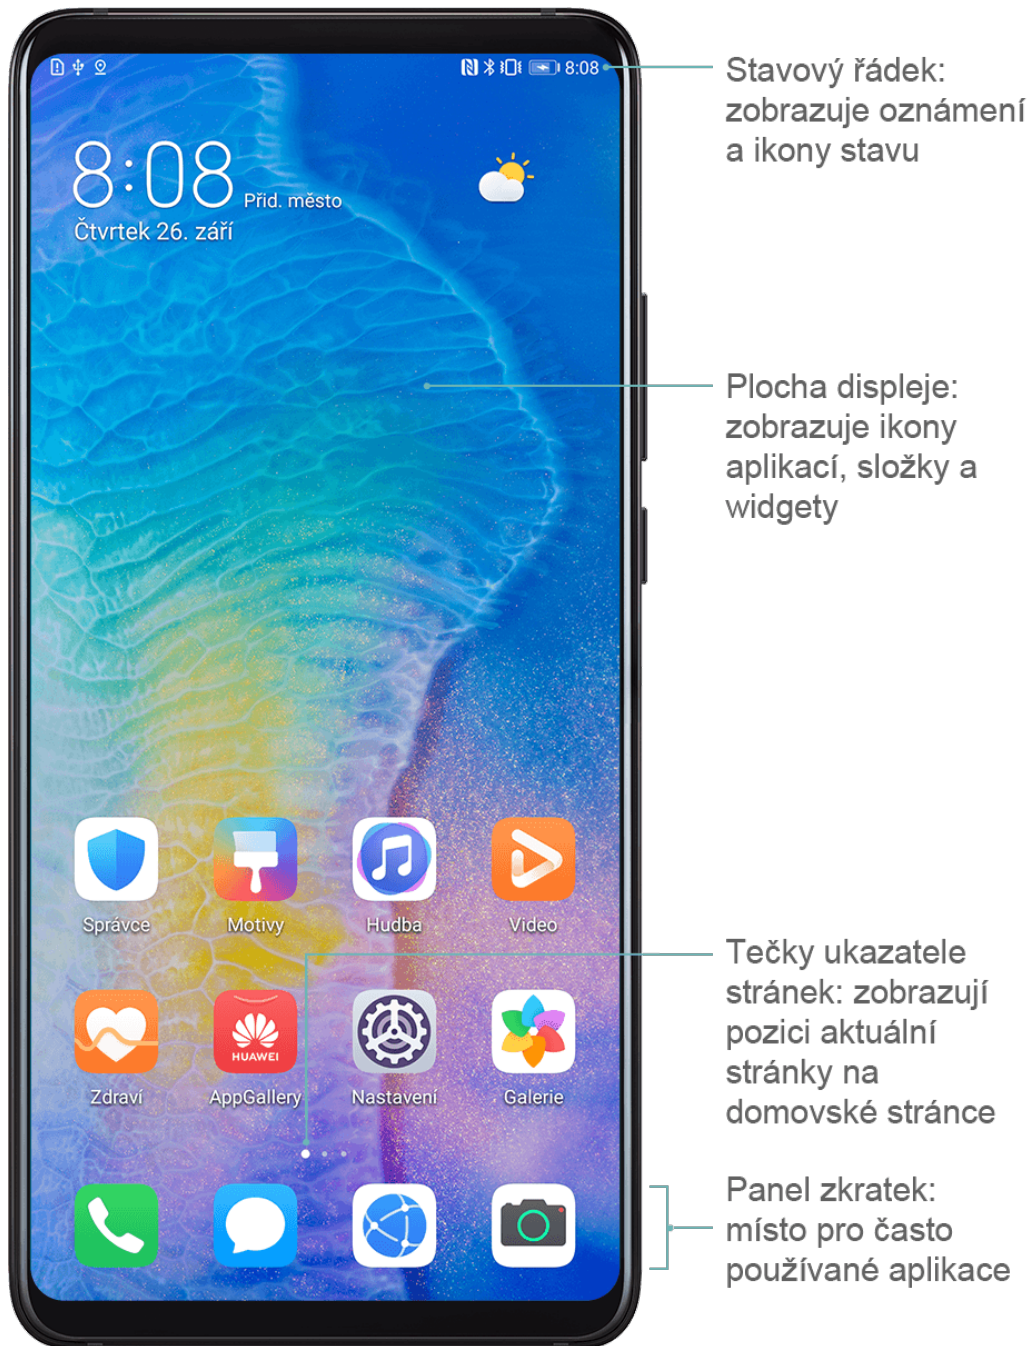 8:08
Stavový řádek:
zobrazuje oznámení
a ikony stavu
8:08
Přid. město
Čtvrtek 26. září
Plocha displeje:
zobrazuje ikony
aplikací, složky a
widgety
Správce
Motivy
Hudba
Video
Tečky ukazatele
stránek: zobrazují
pozici aktuální
stránky na
domovské stránce
HUAWEI
Zdraví
AppGallery
Nastavení
Galerie
Panel zkratek:
místo pro často
používané aplikace